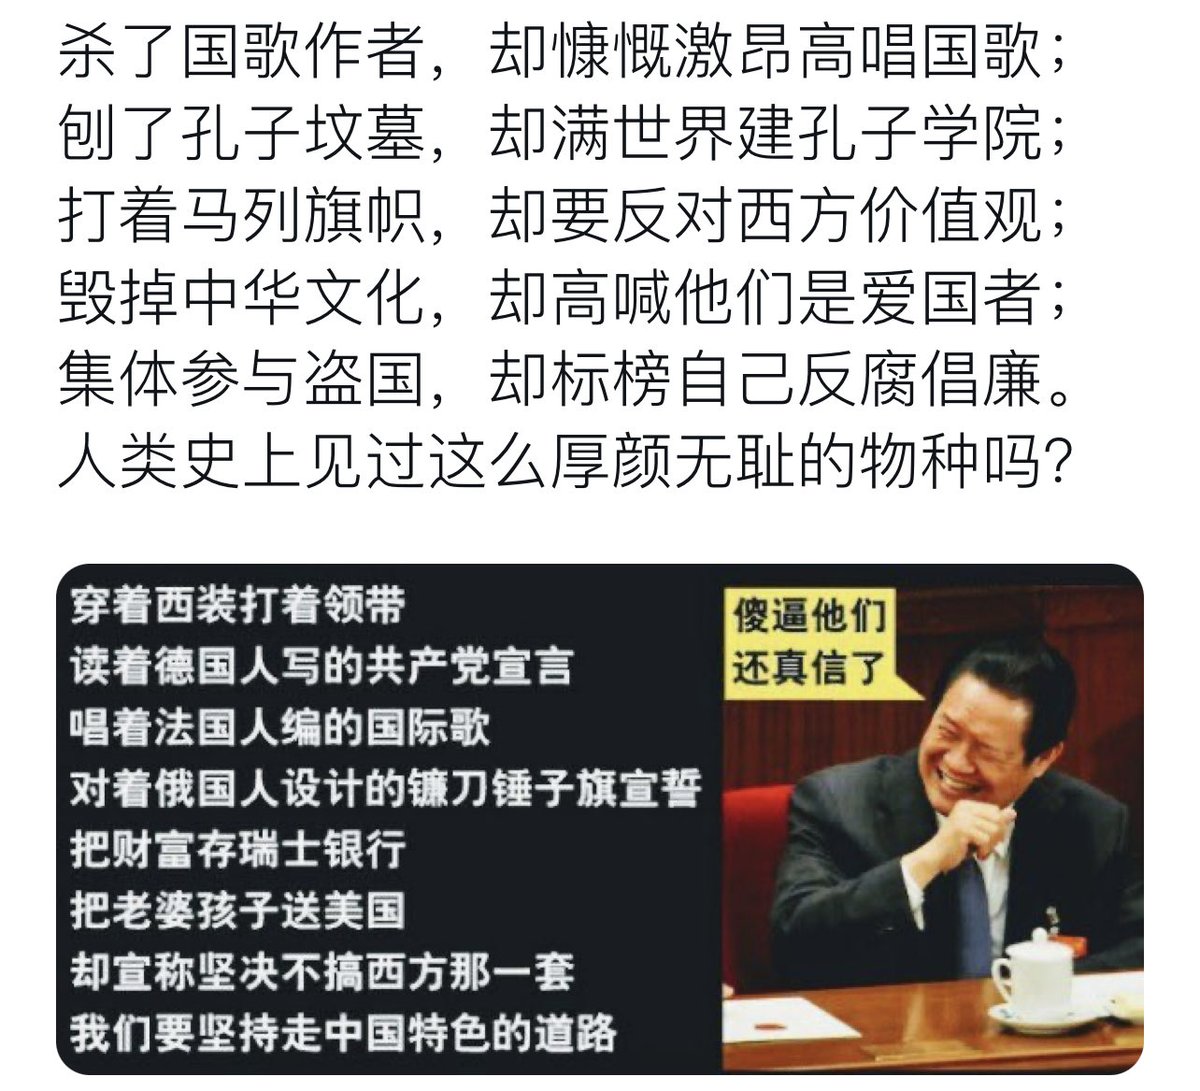 杀了国歌作者，却慷慨激昂高唱国歌；
刨了孔子坟墓，却满世界建孔子学院；
打着马列旗帜，却要反对西方价值观；
毁掉中华文化，却高喊他们是爱国者；
集体参与盗国，却标榜自己反腐倡廉。
人类史上见过这么厚颜无耻的物种吗？
穿着西装打着领带
读着德国人写的共产党宣言
唱着法国人编的国际歌
对着俄国人设计的镰刀锤子旗宣誓
把财富存瑞士银行
把老婆孩子送美国
却宣称坚决不搞西方那一套
我们要坚持走中国特色的道路
傻逼他们
还真信了